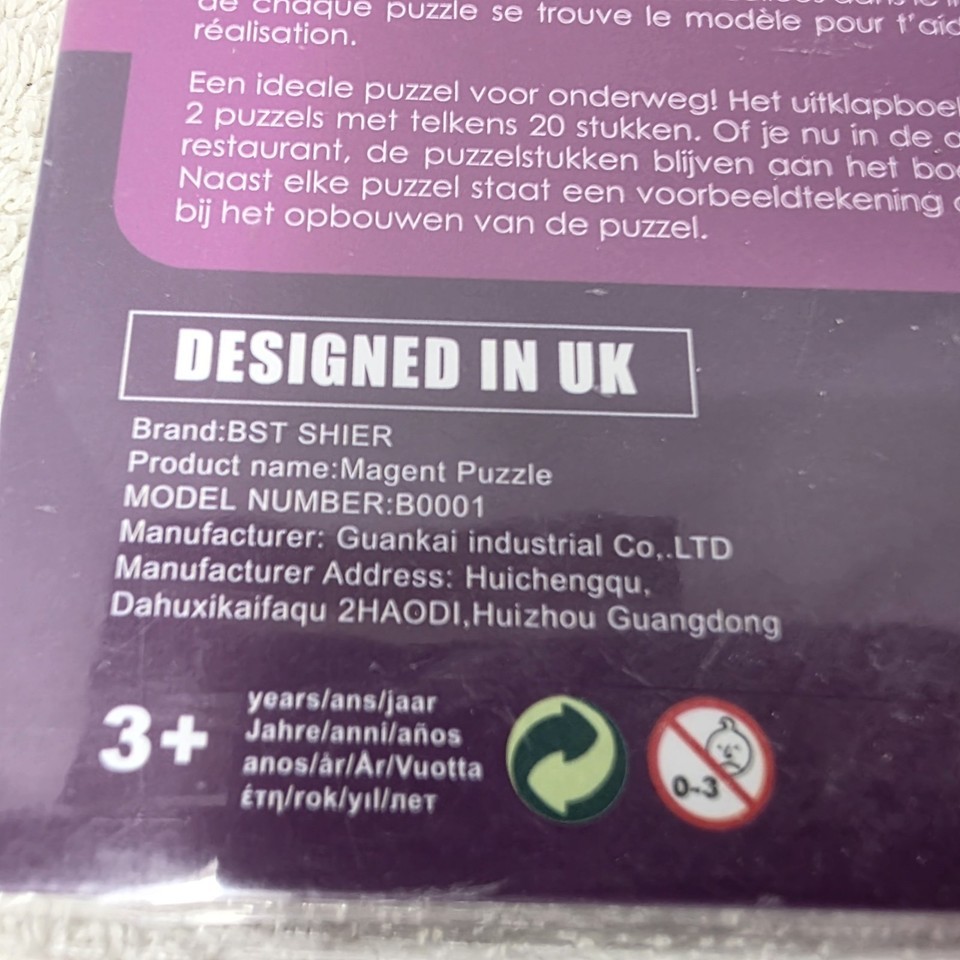 de chaque puzzle se trouve le modèle pour t'aid
réalisation.
Een ideale puzzel voor onderweg! Het uitklapboe
2 puzzels met telkens 20 stukken. Of je nu in de
restaurant, de puzzelstukken blijven aan het bo
Naast elke puzzel staat een voorbeeldtekening
bij het opbouwen van de puzzel.
DESIGNED IN UK
Brand:BST SHIER
Product name:Magent Puzzle
MODEL NUMBER:B0001
Manufacturer: Guankai industrial Co,.LTD
Manufacturer Address: Huichengqu,
Dahuxikaifaqu 2HAODI,Huizhou Guangdong
3+
years/ans/jaar
Jahre/anni/años
anos/år/År/Vuotta
έτη/rok/yıl/лет
0-3